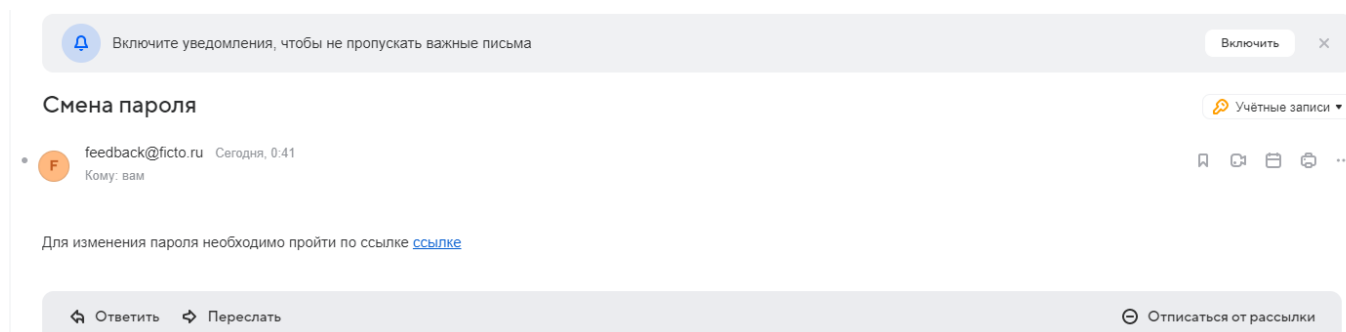 Включите уведомления, чтобы не пропускать важные письма Включить
Смена пароля Учётные записи
F feedback@ficto.ru Сегодня, 0:41
Кому: вам
Для изменения пароля необходимо пройти по ссылке ссылке
Ответить Переслать Отписаться от рассылки